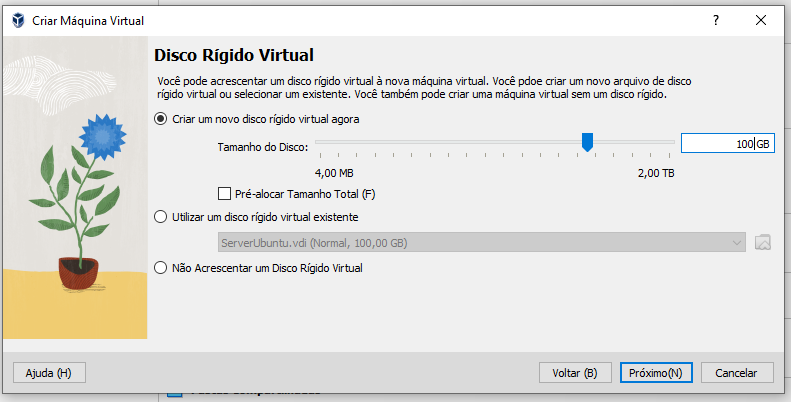 Criar Máquina Virtual
Disco Rígido Virtual
Você pode acrescentar um disco rígido virtual à nova máquina virtual. Você pdoe criar um novo arquivo de disco
rígido virtual ou selecionar um existente. Você também pode criar uma máquina virtual sem um disco rígido.
Criar um novo disco rígido virtual agora
Tamanho do Disco:
100 GB
4,00 MB
2,00 TB
Pré-alocar Tamanho Total (F)
Utilizar um disco rígido virtual existente
ServerUbuntu.vdi (Normal, 100,00 GB)
Não Acrescentar um Disco Rígido Virtual
Ajuda (H)
Voltar (B)
Próximo(N)
Cancelar